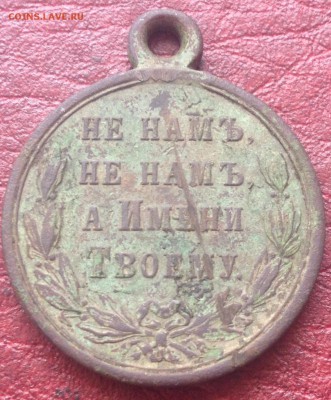 COINS.LAVE.RU
НЕ НАМЪ,
НЕ НАМЪ,
А ИМЕНИ
ТВОЕМУ.